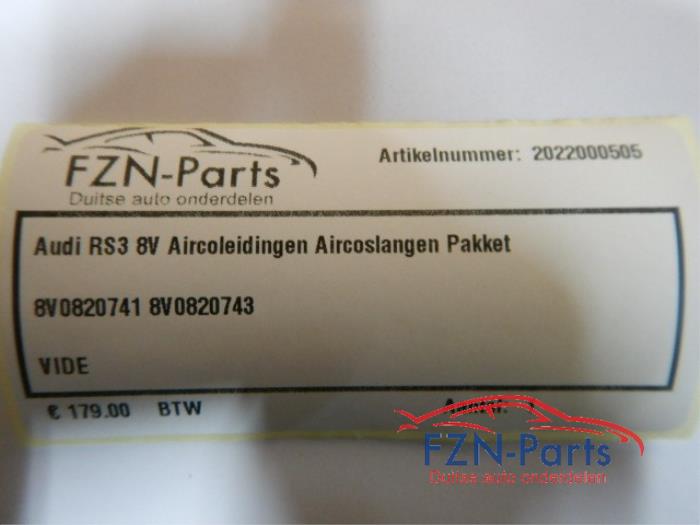 FZN-Parts
Duitse auto onderdelen
Artikelnummer: 2022000505
Audi RS3 8V Aircoleidingen Aircoslangen Pakket
8V0820741 8V0820743
VIDE
€ 179.00 BTW
FZN-Parts
Duitse auto onderdelen